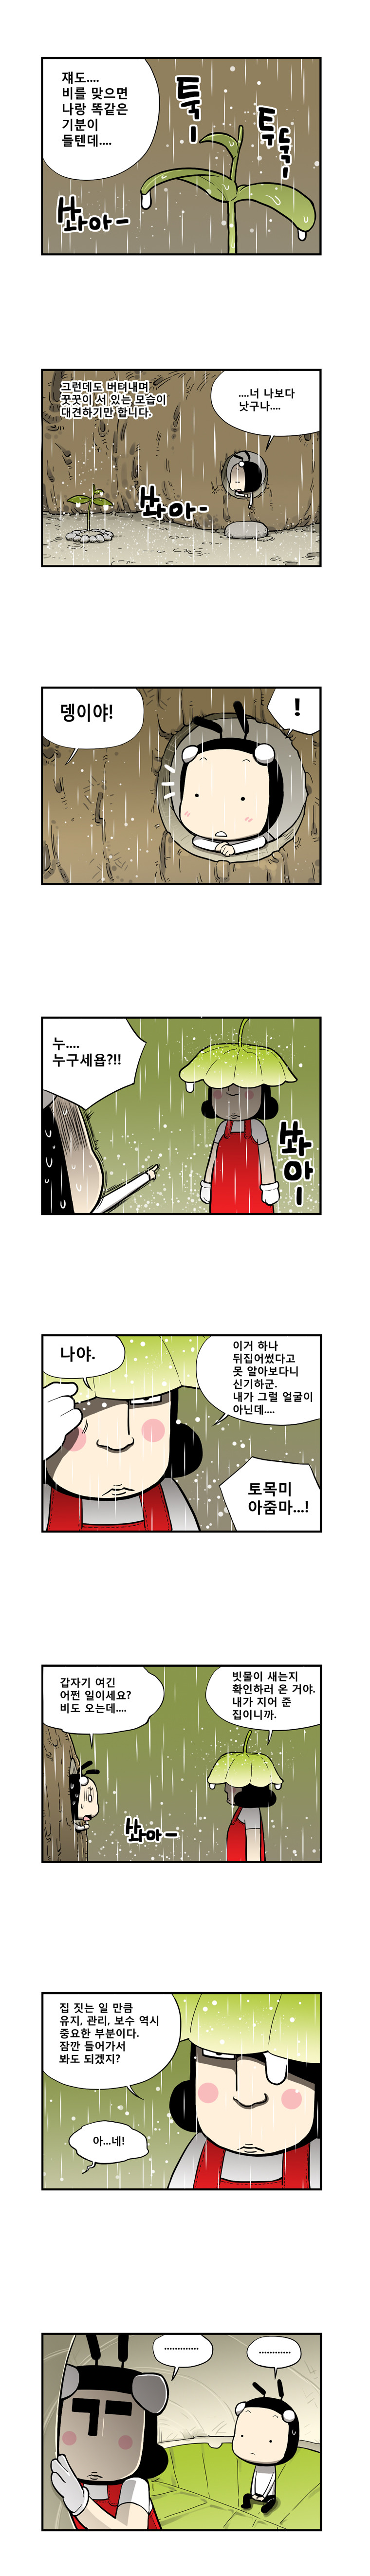 쟤도....
비를 맞으면
나랑 똑같은
기분이
들텐데....
툭
투툭
쏴아-
그런데도 버텨내며
꿋꿋이 서 있는 모습이
대견하기만 합니다.
....너 나보다
낫구나....
쏴아-
뎅이야!
!
누....
누구세욥?!!
쏴아-
나야.
이거 하나
뒤집어썼다고
못 알아보다니
신기하군.
내가 그럴 얼굴이
아닌데....
토목미
아줌마...!
갑자기 여긴
어쩐 일이세요?
비도 오는데....
빗물이 새는지
확인하러 온 거야.
내가 지어 준
집이니까.
쏴아-
집 짓는 일 만큼
유지, 관리, 보수 역시
중요한 부분이다.
잠깐 들어가서
봐도 되겠지?
아...네!
.............
............